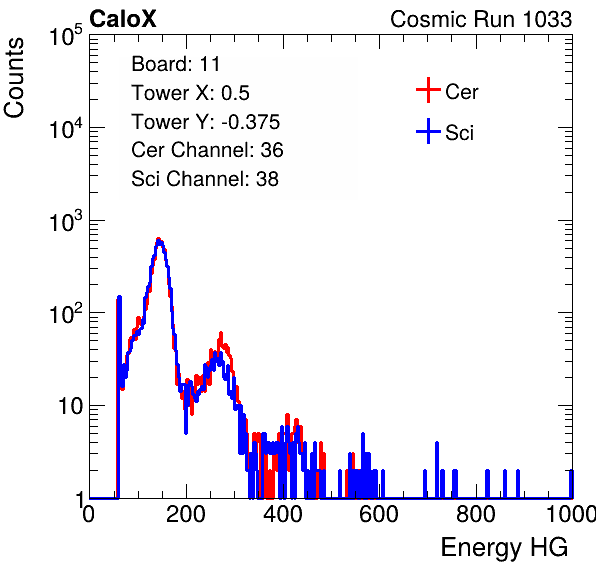 CaloX
Cosmic Run 1033
Counts
10^5
10^4
10^3
10^2
10
1
Board: 11
Tower X: 0.5
Tower Y: -0.375
Cer Channel: 36
Sci Channel: 38
Cer
Sci
0 200 400 600 800 1000
Energy HG